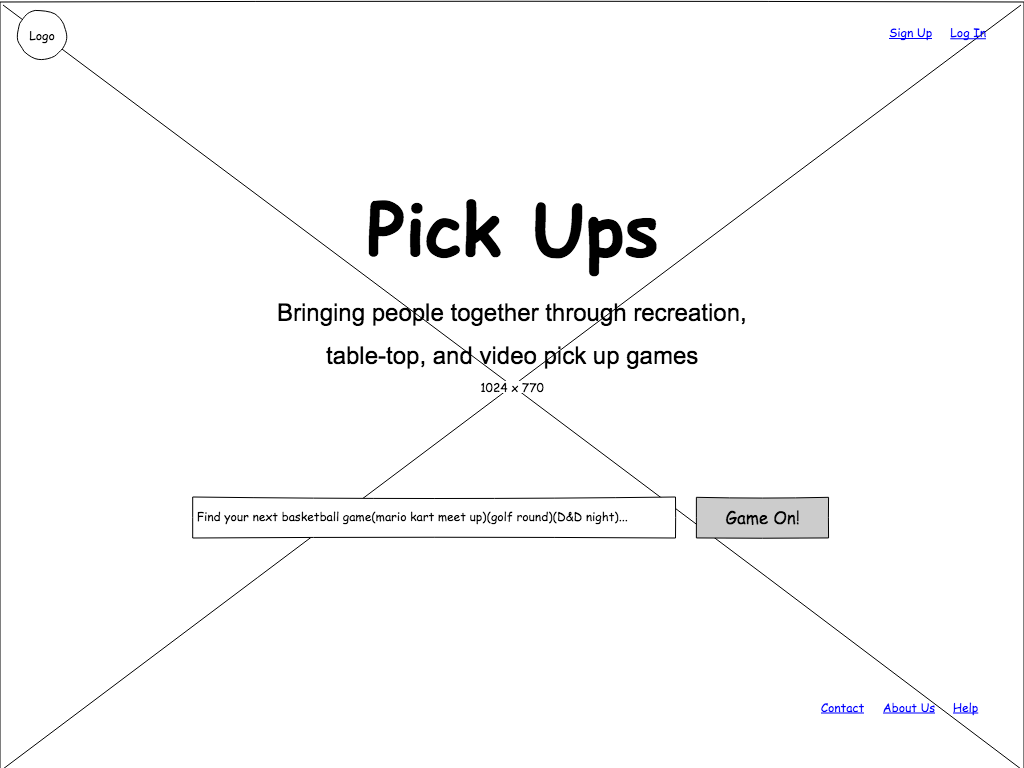 Logo
Sign Up Log In
Pick Ups
Bringing people together through recreation,
table-top, and video pick up games
1024 x 770
Find your next basketball game(mario kart meet up)(golf round)(D&D night)...
Game On!
Contact About Us Help